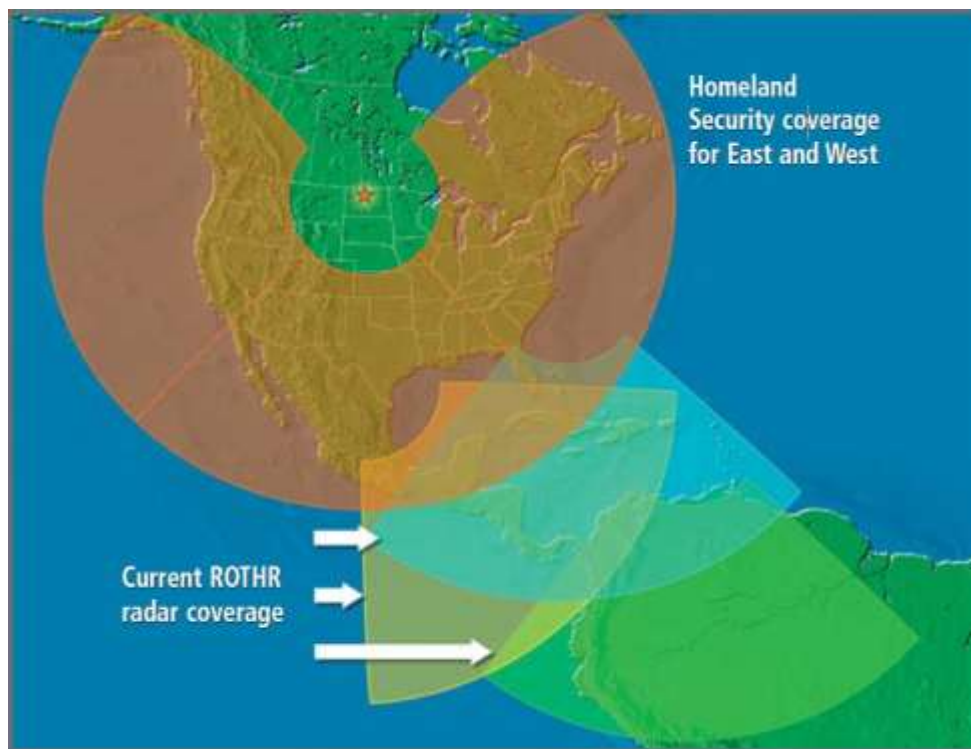 Homeland
Security coverage
for East and West
Current ROTHR
radar coverage